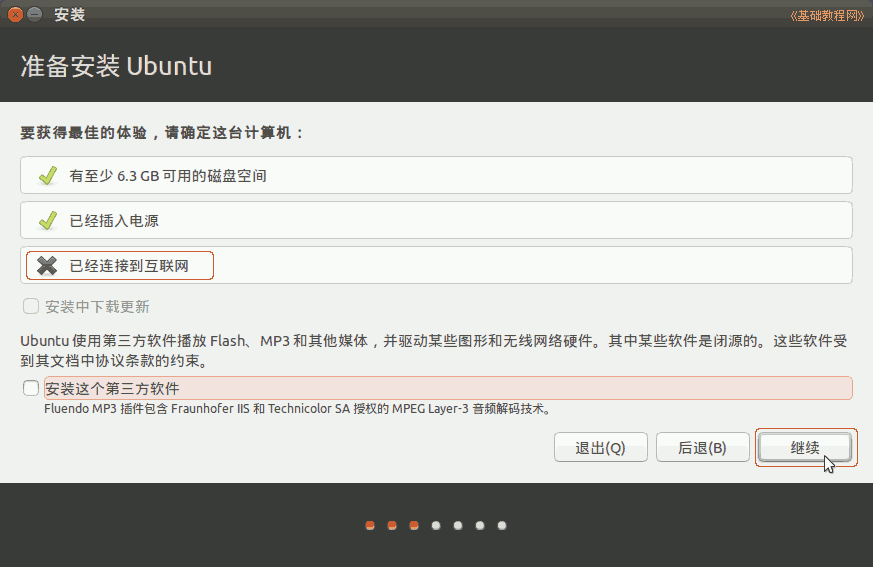 安装
《基础教程网》
准备安装 Ubuntu
要获得最佳的体验，请确定这台计算机：
有至少 6.3 GB 可用的磁盘空间
已经插入电源
已经连接到互联网
安装中下载更新
Ubuntu 使用第三方软件播放 Flash、MP3 和其他媒体，并驱动某些图形和无线网络硬件。其中某些软件是闭源的。这些软件受
到其文档中协议条款的约束。
安装这个第三方软件
Fluendo MP3 插件包含 Fraunhofer IIS 和 Technicolor SA 授权的 MPEG Layer-3 音频解码技术。
退出(Q)
后退(B)
继续